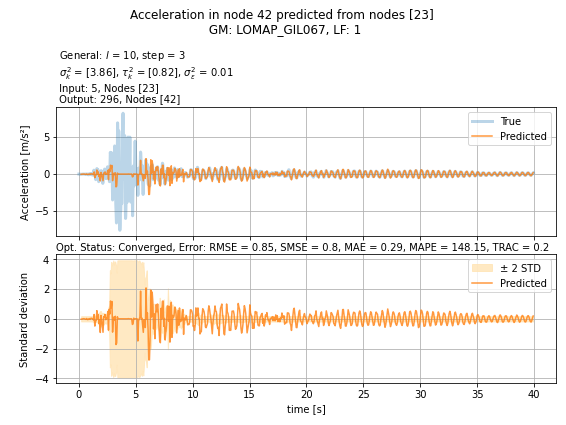 Acceleration in node 42 predicted from nodes [23]
GM: LOMAP_GIL067, LF: 1
General: l = 10, step = 3
σ²ₖ = [3.86], τ²ₖ = [0.82], σ²ε = 0.01
Input: 5, Nodes [23]
Output: 296, Nodes [42]
Acceleration [m/s²]
5
0
−5
True
Predicted
Opt. Status: Converged, Error: RMSE = 0.85, SMSE = 0.8, MAE = 0.29, MAPE = 148.15, TRAC = 0.2
Standard deviation
4
2
0
−2
−4
± 2 STD
Predicted
0 5 10 15 20 25 30 35 40
time [s]